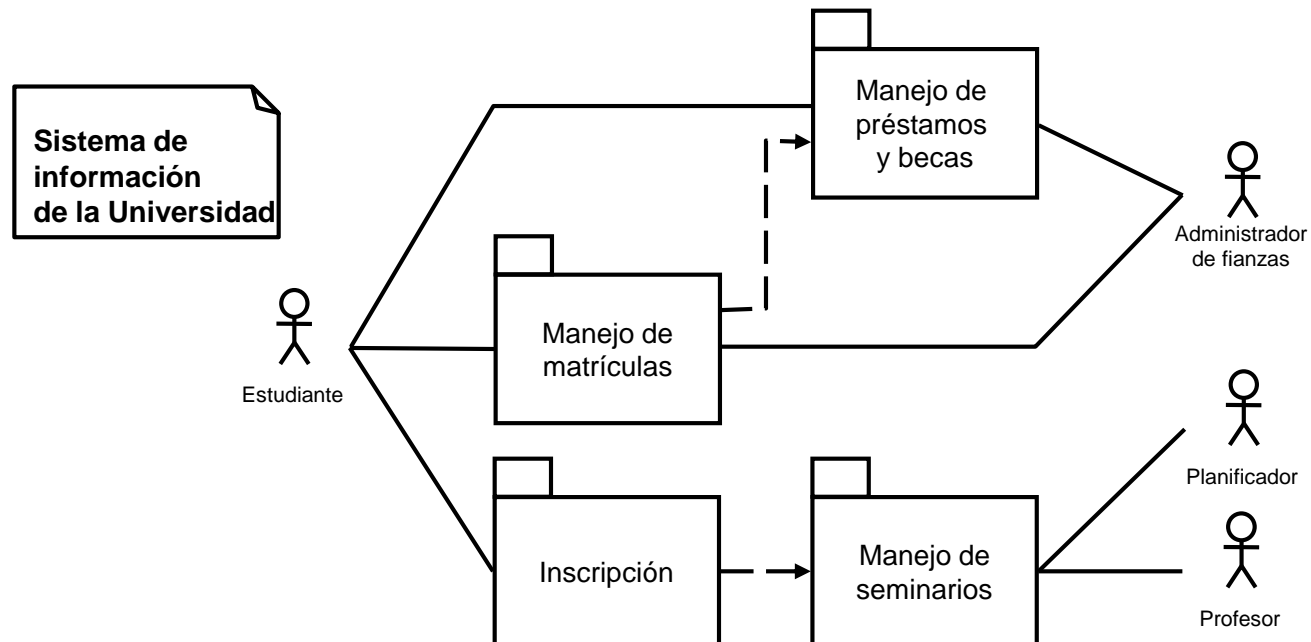 Manejo de
préstamos
y becas
Sistema de
información
de la Universidad
Administrador
de fianzas
Manejo de
matrículas
Estudiante
Planificador
Inscripción
Manejo de
seminarios
Profesor